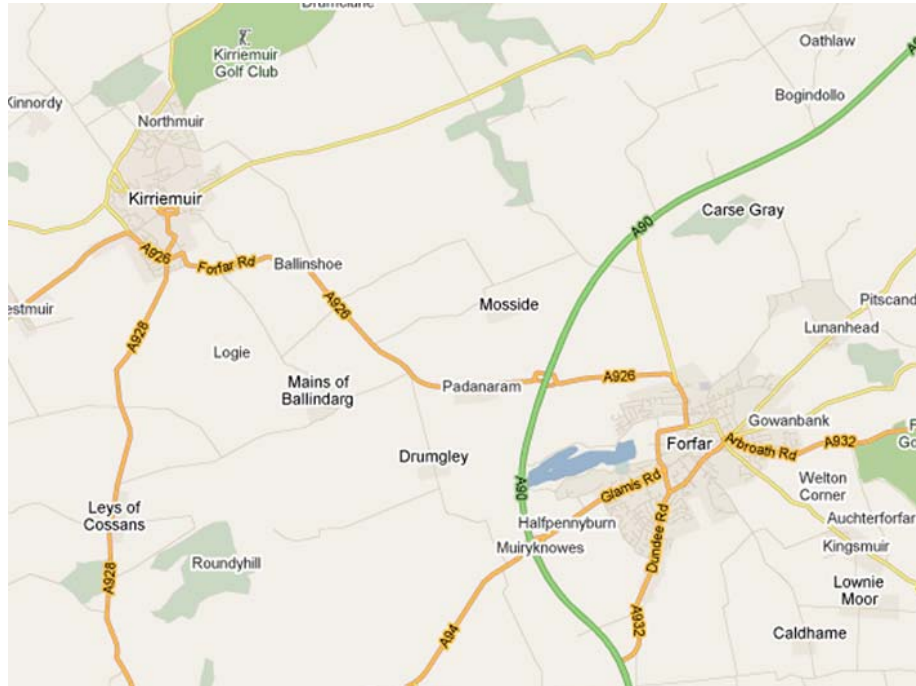 Drumclune
Oathlaw
Kirriemuir
Golf Club
Bogindollo
Kinnordy
Northmuir
Kirriemuir
Carse Gray
A90
A926
Forfar Rd
Ballinshoe
Mosside
Pitscand
estmuir
A926
Lunanhead
A928
Logie
Mains of
Ballindarg
Padanaram
A926
Gowanbank
Forfar
Arbroath Rd
A932
Drumgley
A90
Glamis Rd
Welton
Corner
Leys of
Cossans
Halfpennyburn
Dundee Rd
Auchterforfar
Muiryknowes
Kingsmuir
Roundyhill
A928
Lownie
Moor
A94
A932
Caldhame